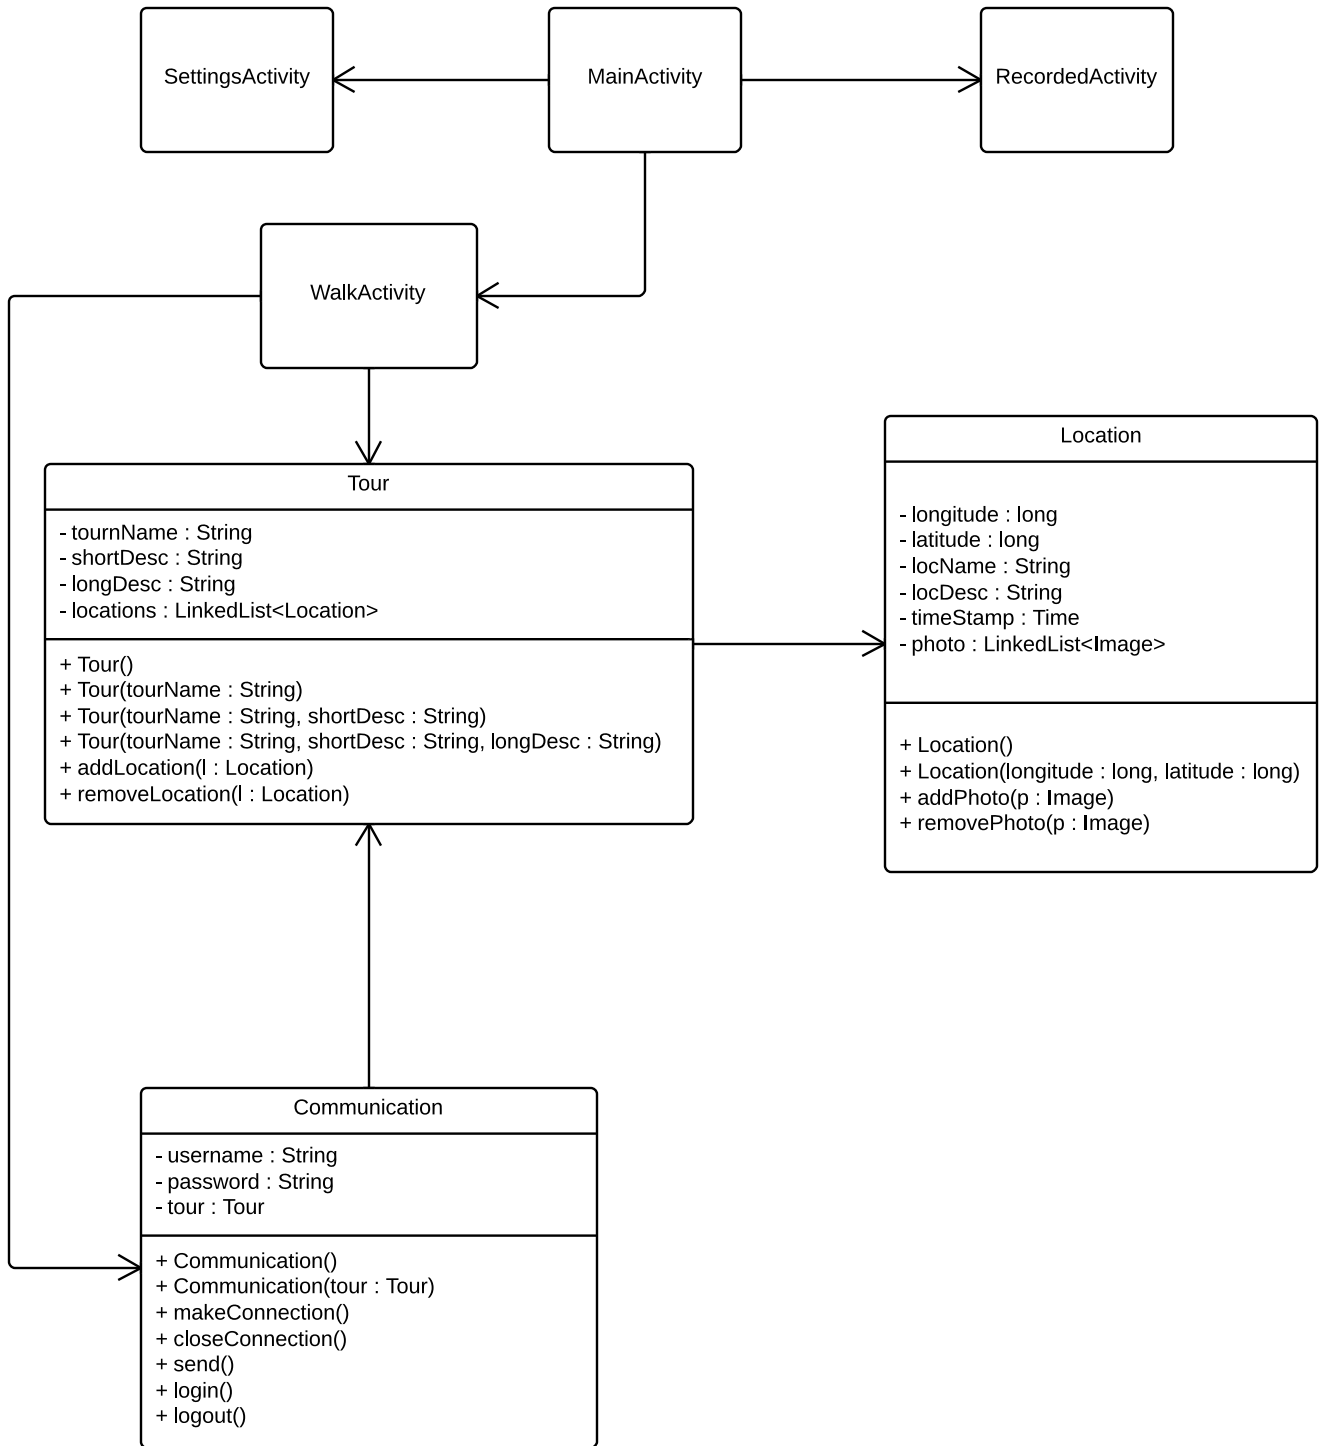 SettingsActivity
MainActivity
RecordedActivity
WalkActivity
Tour
- tournName : String
- shortDesc : String
- longDesc : String
- locations : LinkedList<Location>
+ Tour()
+ Tour(tourName : String)
+ Tour(tourName : String, shortDesc : String)
+ Tour(tourName : String, shortDesc : String, longDesc : String)
+ addLocation(l : Location)
+ removeLocation(l : Location)
Location
- longitude : long
- latitude : long
- locName : String
- locDesc : String
- timeStamp : Time
- photo : LinkedList<Image>
+ Location()
+ Location(longitude : long, latitude : long)
+ addPhoto(p : Image)
+ removePhoto(p : Image)
Communication
- username : String
- password : String
- tour : Tour
+ Communication()
+ Communication(tour : Tour)
+ makeConnection()
+ closeConnection()
+ send()
+ login()
+ logout()